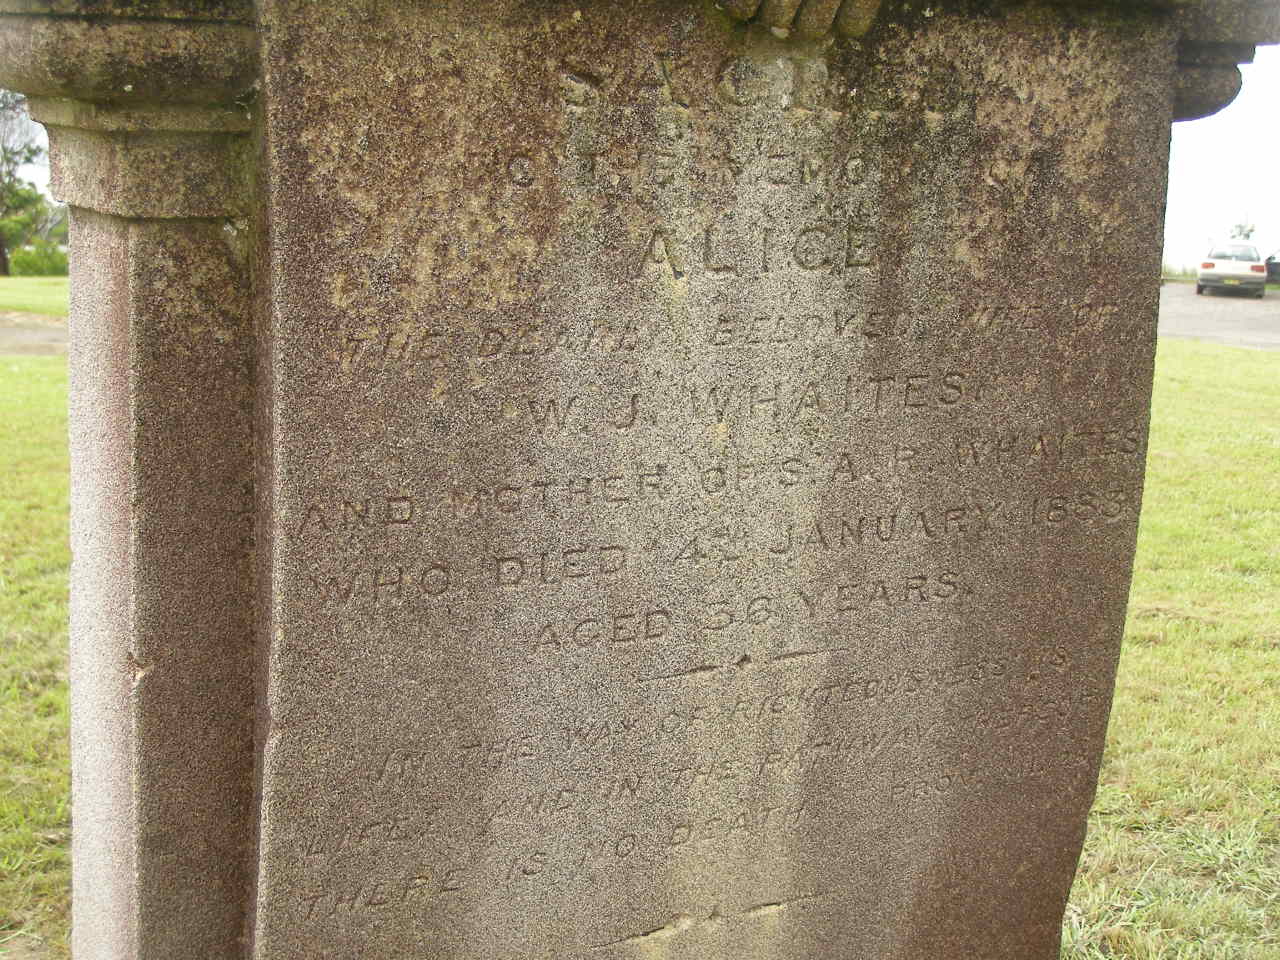 SACRED
TO THE MEMORY OF
ALICE
THE DEARLY BELOVED WIFE OF
W. J. WHAITES.
AND MOTHER OF S. A. R. WHAITES
WHO DIED 4TH JANUARY 1883
AGED 36 YEARS.
IN THE WAY OF RIGHTEOUSNESS IS
LIFE AND IN THE PATHWAY THEREOF
THERE IS NO DEATH PROV.